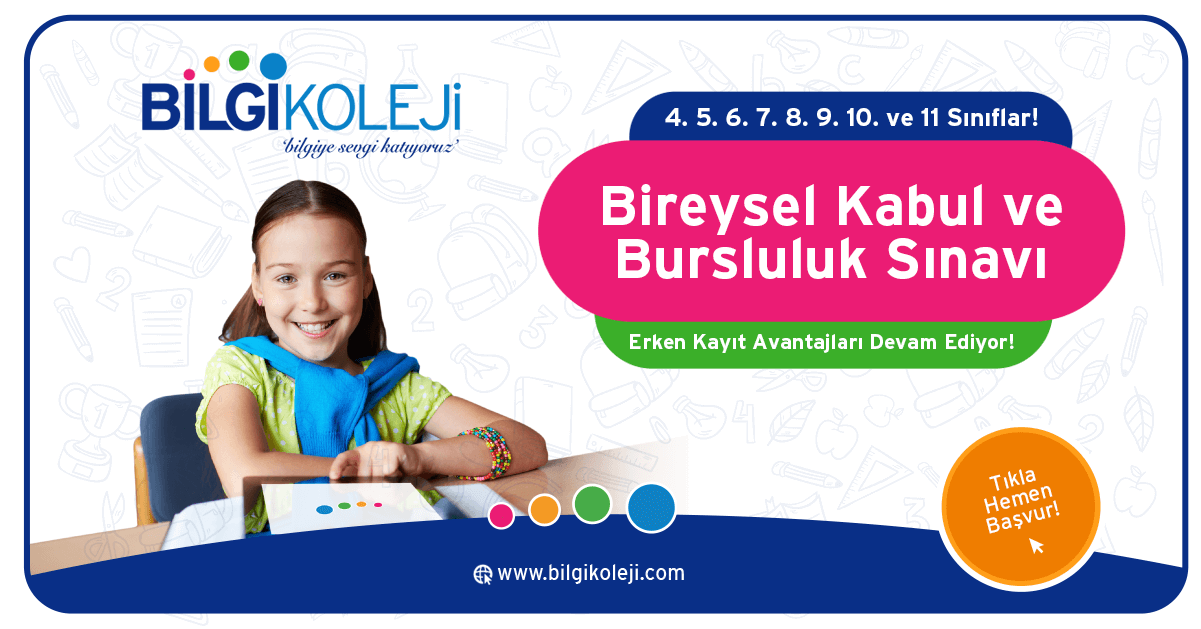 BİLGİKOLEJİ
'bilgiye sevgi katıyoruz'
4. 5. 6. 7. 8. 9. 10. ve 11 Sınıflar!
Bireysel Kabul ve
Bursluluk Sınavı
Erken Kayıt Avantajları Devam Ediyor!
Tıkla
Hemen
Başvur!
www.bilgikoleji.com